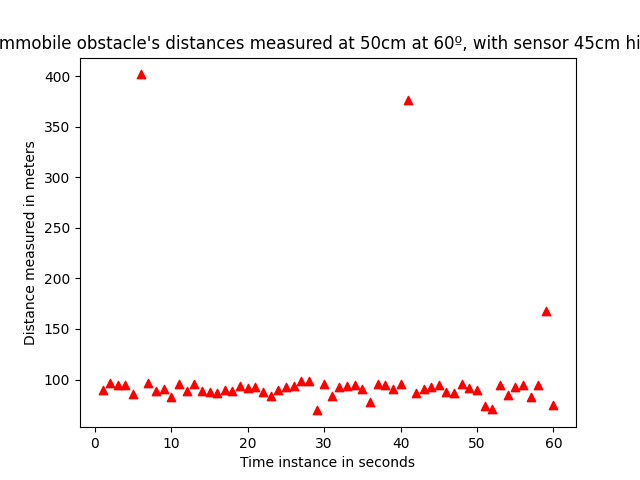 mmobile obstacle's distances measured at 50cm at 60º, with sensor 45cm hi
400
350
300
250
200
150
100
Distance measured in meters
0 10 20 30 40 50 60
Time instance in seconds